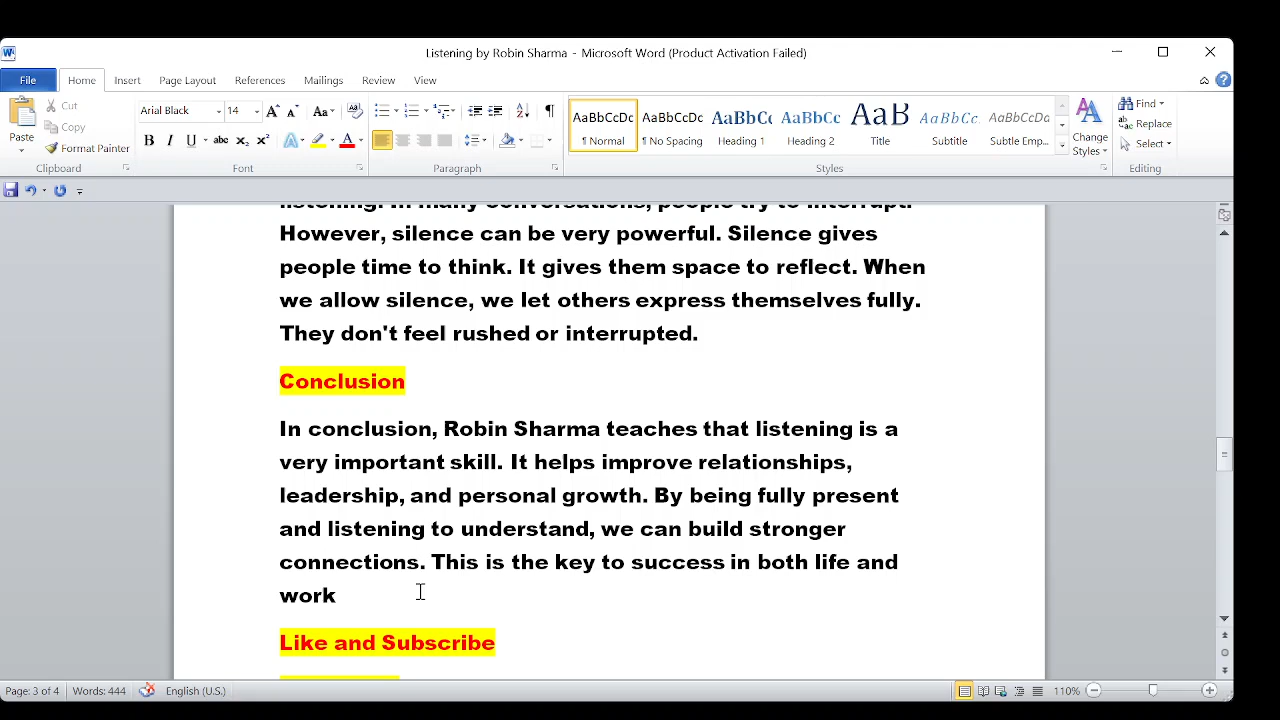 Listening by Robin Sharma - Microsoft Word (Product Activation Failed)
File Home Insert Page Layout References Mailings Review View
Paste Cut Copy Format Painter
Arial Black 14
AaBbCcDc AaBbCcDc AaBbC( AaBbCc AaB AaBbCc. AaBbCcDc
¶ Normal ¶ No Spacing Heading 1 Heading 2 Title Subtitle Subtle Emp...
Change Styles
Find Replace Select
Clipboard Font Paragraph Styles Editing
However, silence can be very powerful. Silence gives
people time to think. It gives them space to reflect. When
we allow silence, we let others express themselves fully.
They don't feel rushed or interrupted.
Conclusion
In conclusion, Robin Sharma teaches that listening is a
very important skill. It helps improve relationships,
leadership, and personal growth. By being fully present
and listening to understand, we can build stronger
connections. This is the key to success in both life and
work
Like and Subscribe
Page: 3 of 4 Words: 444 English (U.S.) 110%